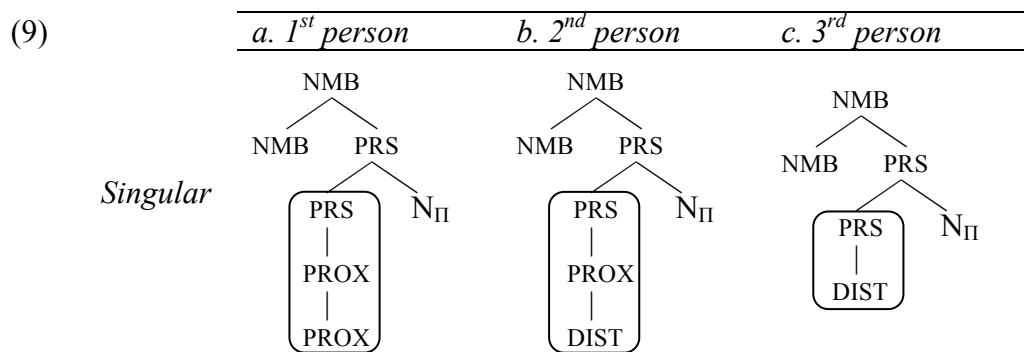 (9) a. 1st person b. 2nd person c. 3rd person
NMB NMB NMB
NMB PRS NMB PRS NMB PRS
Singular PRS NΠ PRS NΠ PRS NΠ
PROX PROX DIST
PROX DIST